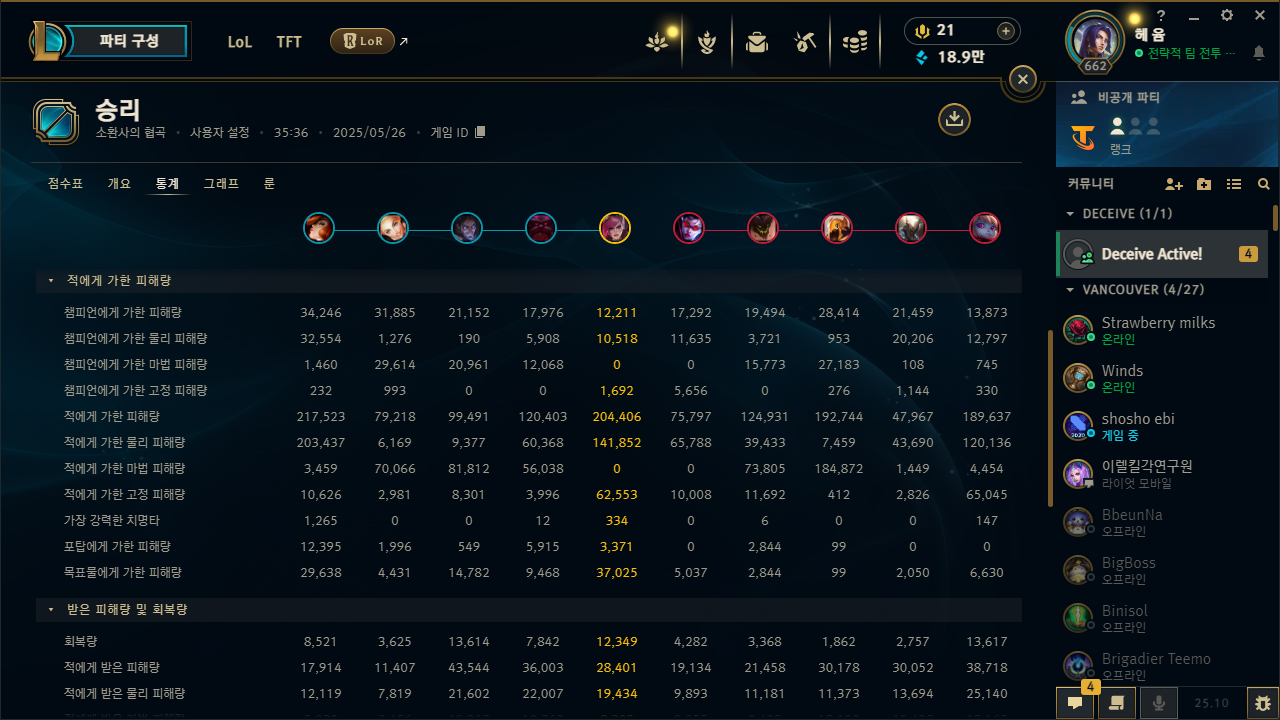 파티 구성
LoL
TFT
LoR
21
18.9만
662
혜 윰
전략적 팀 전투 ...
승리
소환사의 협곡 • 사용자 설정 • 35:36 • 2025/05/26 • 게임 ID
점수표 개요 통계 그래프 룬
적에게 가한 피해량
챔피언에게 가한 피해량 34,246 31,885 21,152 17,976 12,211 17,292 19,494 28,414 21,459 13,873
챔피언에게 가한 물리 피해량 32,554 190 5,908 10,518 11,635 3,721 953 20,206 12,797
챔피언에게 가한 마법 피해량 1,460 29,614 20,961 12,068 0 0 15,773 27,183 108 745
챔피언에게 가한 고정 피해량 232 993 0 0 1,692 5,656 0 276 1,144 330
적에게 가한 피해량 217,523 79,218 99,491 120,403 204,406 75,797 124,931 192,744 47,967 189,637
적에게 가한 물리 피해량 203,437 6,169 9,377 60,368 141,852 65,788 39,433 7,459 43,690 120,136
적에게 가한 마법 피해량 3,459 70,066 81,812 56,038 0 0 73,805 184,872 1,449 4,454
적에게 가한 고정 피해량 10,626 2,981 8,301 3,996 62,553 10,008 11,692 412 2,826 65,045
가장 강력한 치명타 1,265 0 0 12 334 0 6 0 0 147
포탑에게 가한 피해량 12,395 1,996 549 5,915 3,371 0 2,844 99 0 0
목표물에게 가한 피해량 29,638 4,431 14,782 9,468 37,025 5,037 2,844 99 2,050 6,630
받은 피해량 및 회복량
회복량 8,521 3,625 13,614 7,842 12,349 4,282 3,368 1,862 2,757 13,617
적에게 받은 피해량 17,914 11,407 43,544 36,003 28,401 19,134 21,458 30,178 30,052 38,718
적에게 받은 물리 피해량 12,119 21,602 22,007 19,434 11,181 13,694 25,140
비공개 파티
랭크
커뮤니티
DECEIVE (1/1)
Deceive Active!
4
VANCOUVER (4/27)
Strawberry milks
온라인
Winds
온라인
shosho ebi
게임 중
이렐킬각연구원
라이엇 모바일
BbeunNa
오프라인
BigBoss
오프라인
Binisol
오프라인
Brigadier Teemo
오프라인
4
25.10